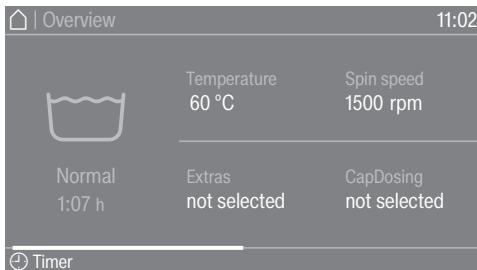 Overview 11:02
Temperature Spin speed
60 °C 1500 rpm
Normal Extras CapDosing
1:07 h not selected not selected
Timer